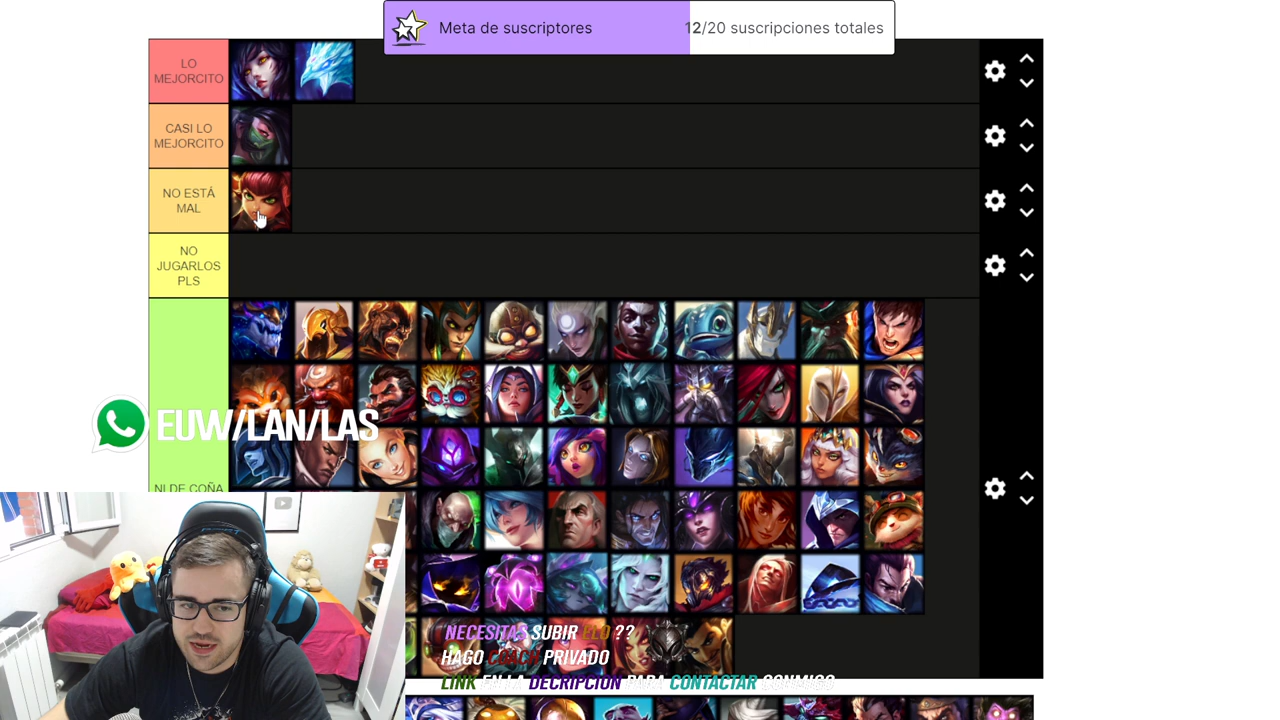 Meta de suscriptores
12/20 suscripciones totales
LO
MEJORCITO
CASI LO
MEJORCITO
NO ESTÁ
MAL
NO
JUGARLOS
PLS
EUW/LAN/LAS
NI DE COÑA
NECESITAS SUBIR ELO ??
HAGO COACH PRIVADO
LINK EN LA DECRIPCION PARA CONTACTAR CONMIGO